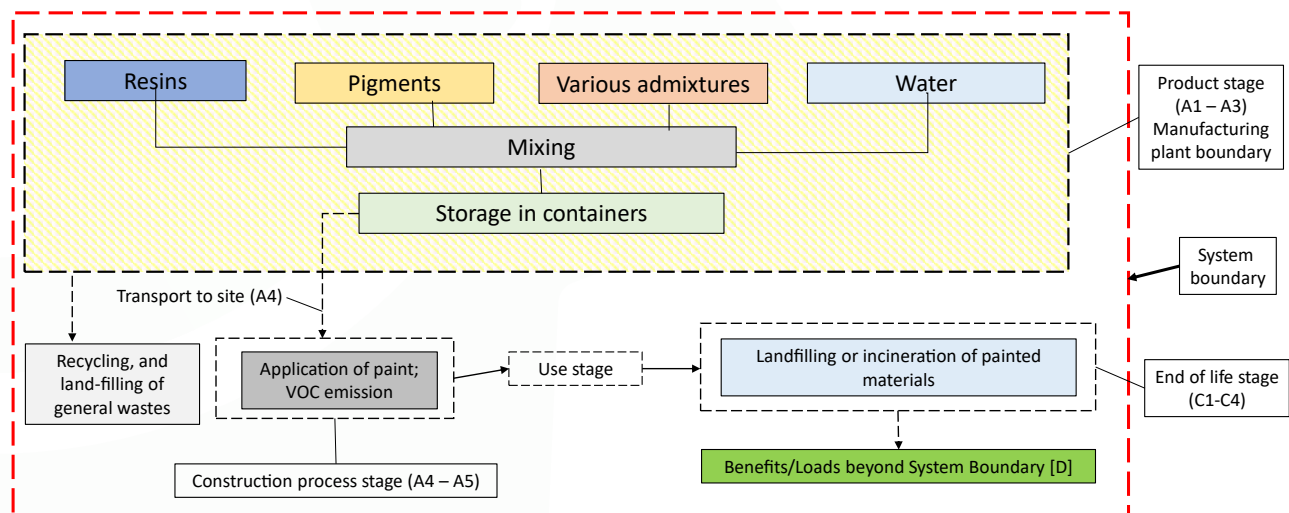 Resins
Pigments
Various admixtures
Water
Mixing
Storage in containers
Product stage
(A1 – A3)
Manufacturing
plant boundary
System
boundary
Transport to site (A4)
Recycling, and
land-filling of
general wastes
Application of paint;
VOC emission
Use stage
Landfilling or incineration of painted
materials
End of life stage
(C1-C4)
Construction process stage (A4 – A5)
Benefits/Loads beyond System Boundary [D]